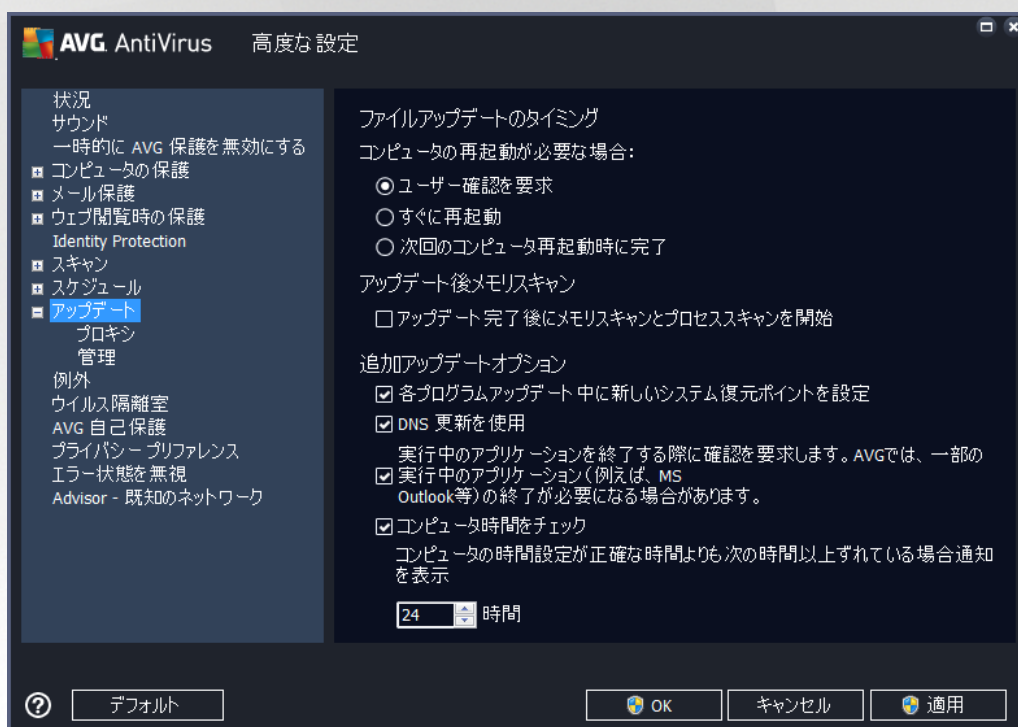 AVG. AntiVirus 高度な設定
状況
サウンド
一時的に AVG 保護を無効にする
コンピュータの保護
メール保護
ウェブ閲覧時の保護
Identity Protection
スキャン
スケジュール
アップデート
プロキシ
管理
例外
ウイルス隔離室
AVG 自己保護
プライバシー プリファレンス
エラー状態を無視
Advisor - 既知のネットワーク
ファイルアップデートのタイミング
コンピュータの再起動が必要な場合:
ユーザー確認を要求
すぐに再起動
次回のコンピュータ再起動時に完了
アップデート後メモリスキャン
アップデート完了後にメモリスキャンとプロセススキャンを開始
追加アップデートオプション
各プログラムアップデート中に新しいシステム復元ポイントを設定
DNS 更新を使用
実行中のアプリケーションを終了する際に確認を要求します。AVGでは、一部の
実行中のアプリケーション(例えば、MS
Outlook等)の終了が必要になる場合があります。
コンピュータ時間をチェック
コンピュータの時間設定が正確な時間よりも次の時間以上ずれている場合通知
を表示
24 時間
デフォルト
OK
キャンセル
適用